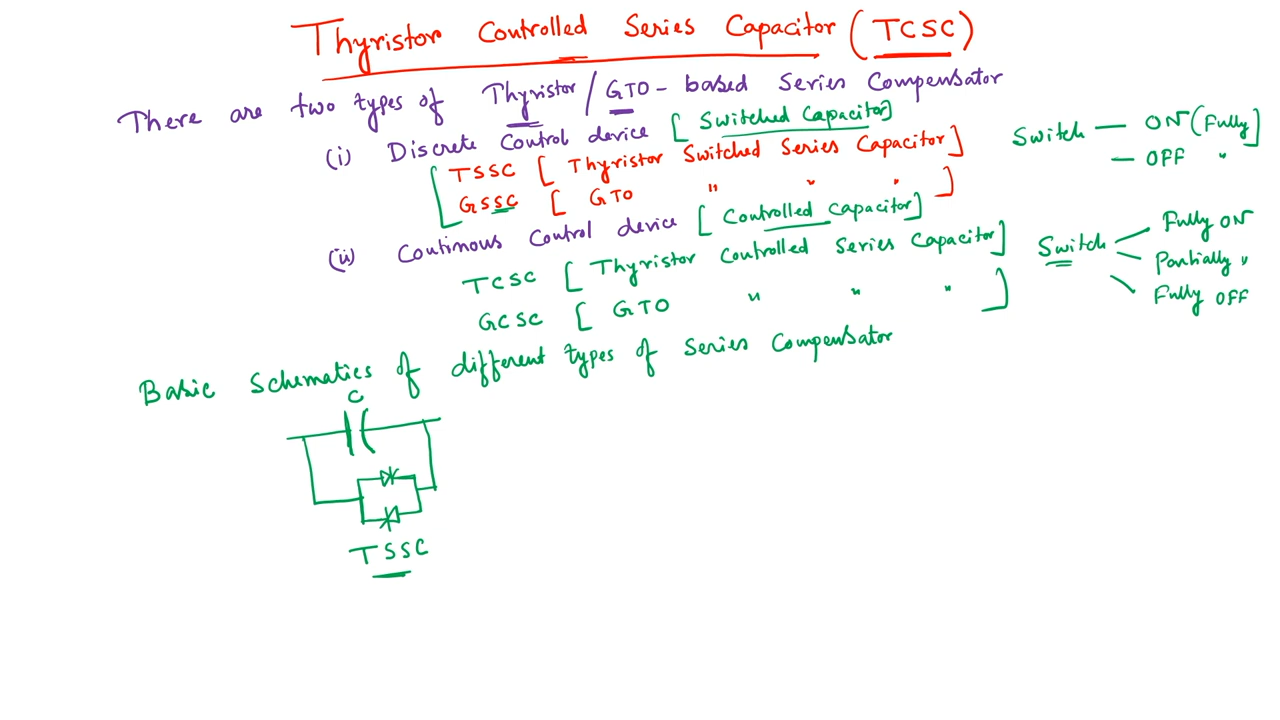 Thyristor Controlled Series Capacitor (TCSC)
There are two types of Thyristor / GTO - based Series Compensator
(i) Discrete Control device [Switched Capacitor]
TSSC [Thyristor Switched Series Capacitor]
GSSC [GTO " " "]
Switch — ON (Fully]
— OFF "
(ii) Continous Control device [Controlled Capacitor]
TCSC [Thyristor Controlled Series Capacitor]
GCSC [GTO " " "]
Switch
Fully ON
Partially "
Fully OFF
Basic Schematics of different types of Series Compensator
C
TSSC